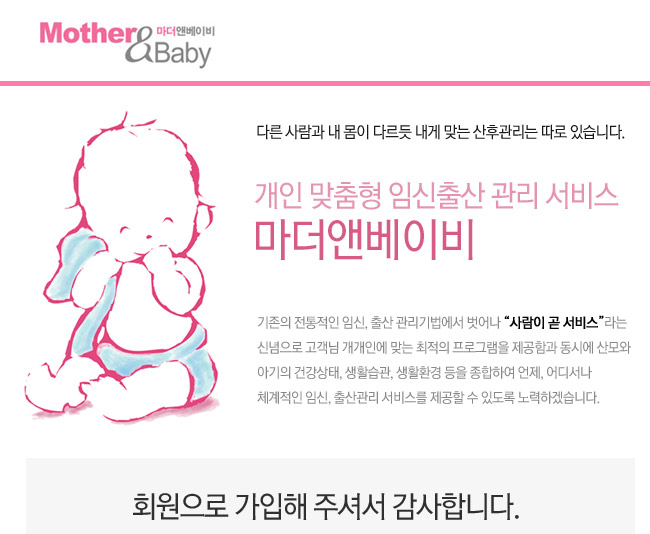 Mother 마더앤베이비
&Baby
다른 사람과 내 몸이 다르듯 내게 맞는 산후관리는 따로 있습니다.
개인 맞춤형 임신출산 관리 서비스
마더앤베이비
기존의 전통적인 임신, 출산 관리기법에서 벗어나 “사람이 곧 서비스”라는
신념으로 고객님 개개인에 맞는 최적의 프로그램을 제공함과 동시에 산모와
아기의 건강상태, 생활습관, 생활환경 등을 종합하여 언제, 어디서나
체계적인 임신, 출산관리 서비스를 제공할 수 있도록 노력하겠습니다.
회원으로 가입해 주셔서 감사합니다.